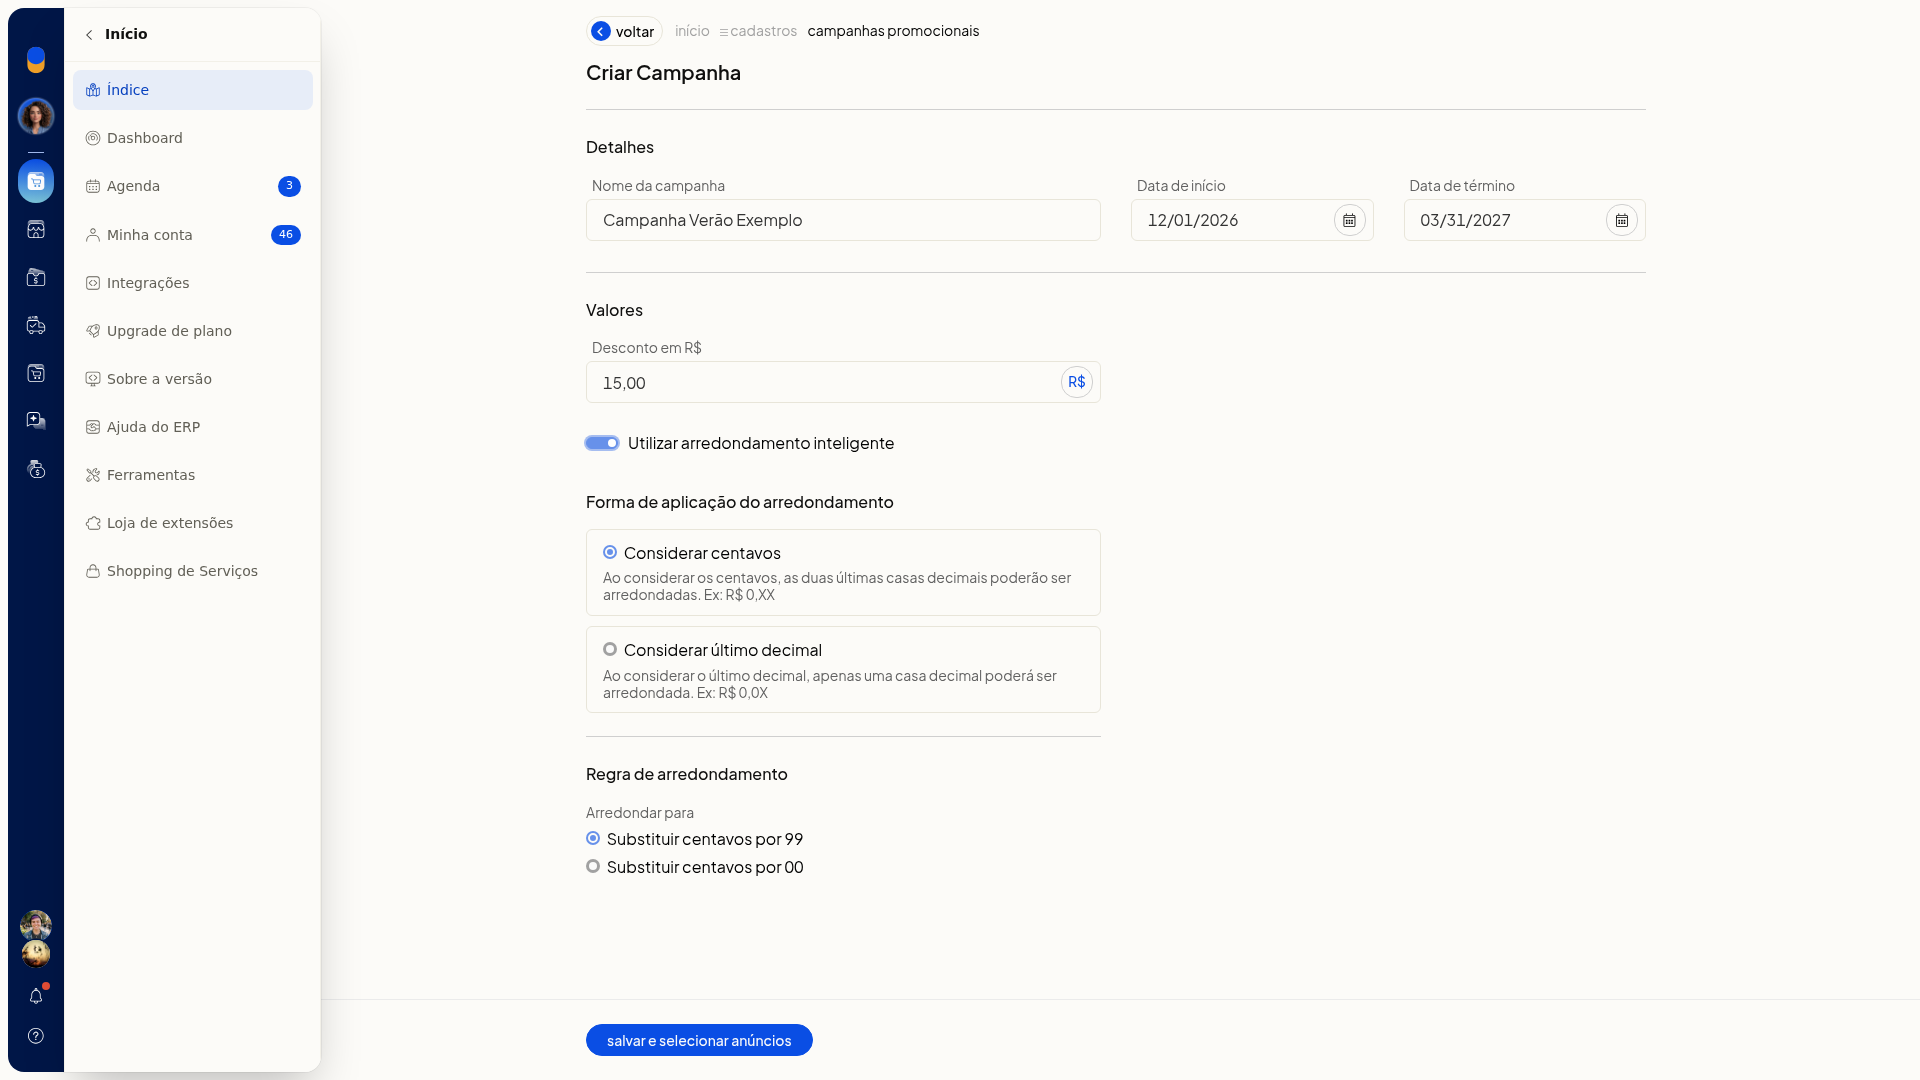 Início
Índice
Dashboard
Agenda
3
Minha conta
46
Integrações
Upgrade de plano
Sobre a versão
Ajuda do ERP
Ferramentas
Loja de extensões
Shopping de Serviços
voltar
início
cadastros
campanhas promocionais
Criar Campanha
Detalhes
Nome da campanha
Campanha Verão Exemplo
Data de início
12/01/2026
Data de término
03/31/2027
Valores
Desconto em R$
15,00
R$
Utilizar arredondamento inteligente
Forma de aplicação do arredondamento
Considerar centavos
Ao considerar os centavos, as duas últimas casas decimais poderão ser
arredondadas. Ex: R$ 0,XX
Considerar último decimal
Ao considerar o último decimal, apenas uma casa decimal poderá ser
arredondada. Ex: R$ 0,0X
Regra de arredondamento
Arredondar para
Substituir centavos por 99
Substituir centavos por 00
salvar e selecionar anúncios